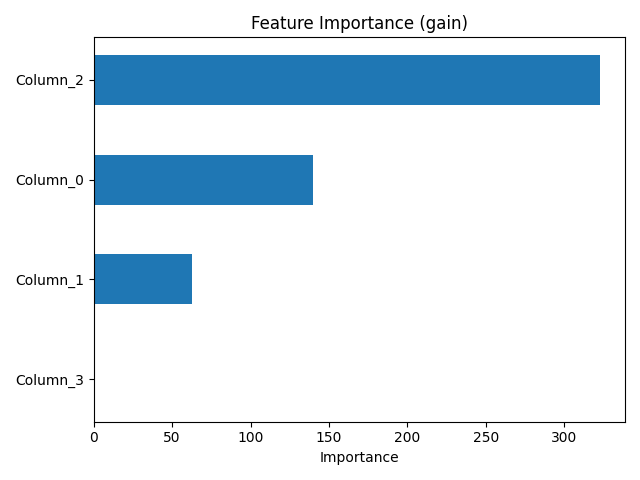 Feature Importance (gain)
Column_2
Column_0
Column_1
Column_3
0 50 100 150 200 250 300
Importance